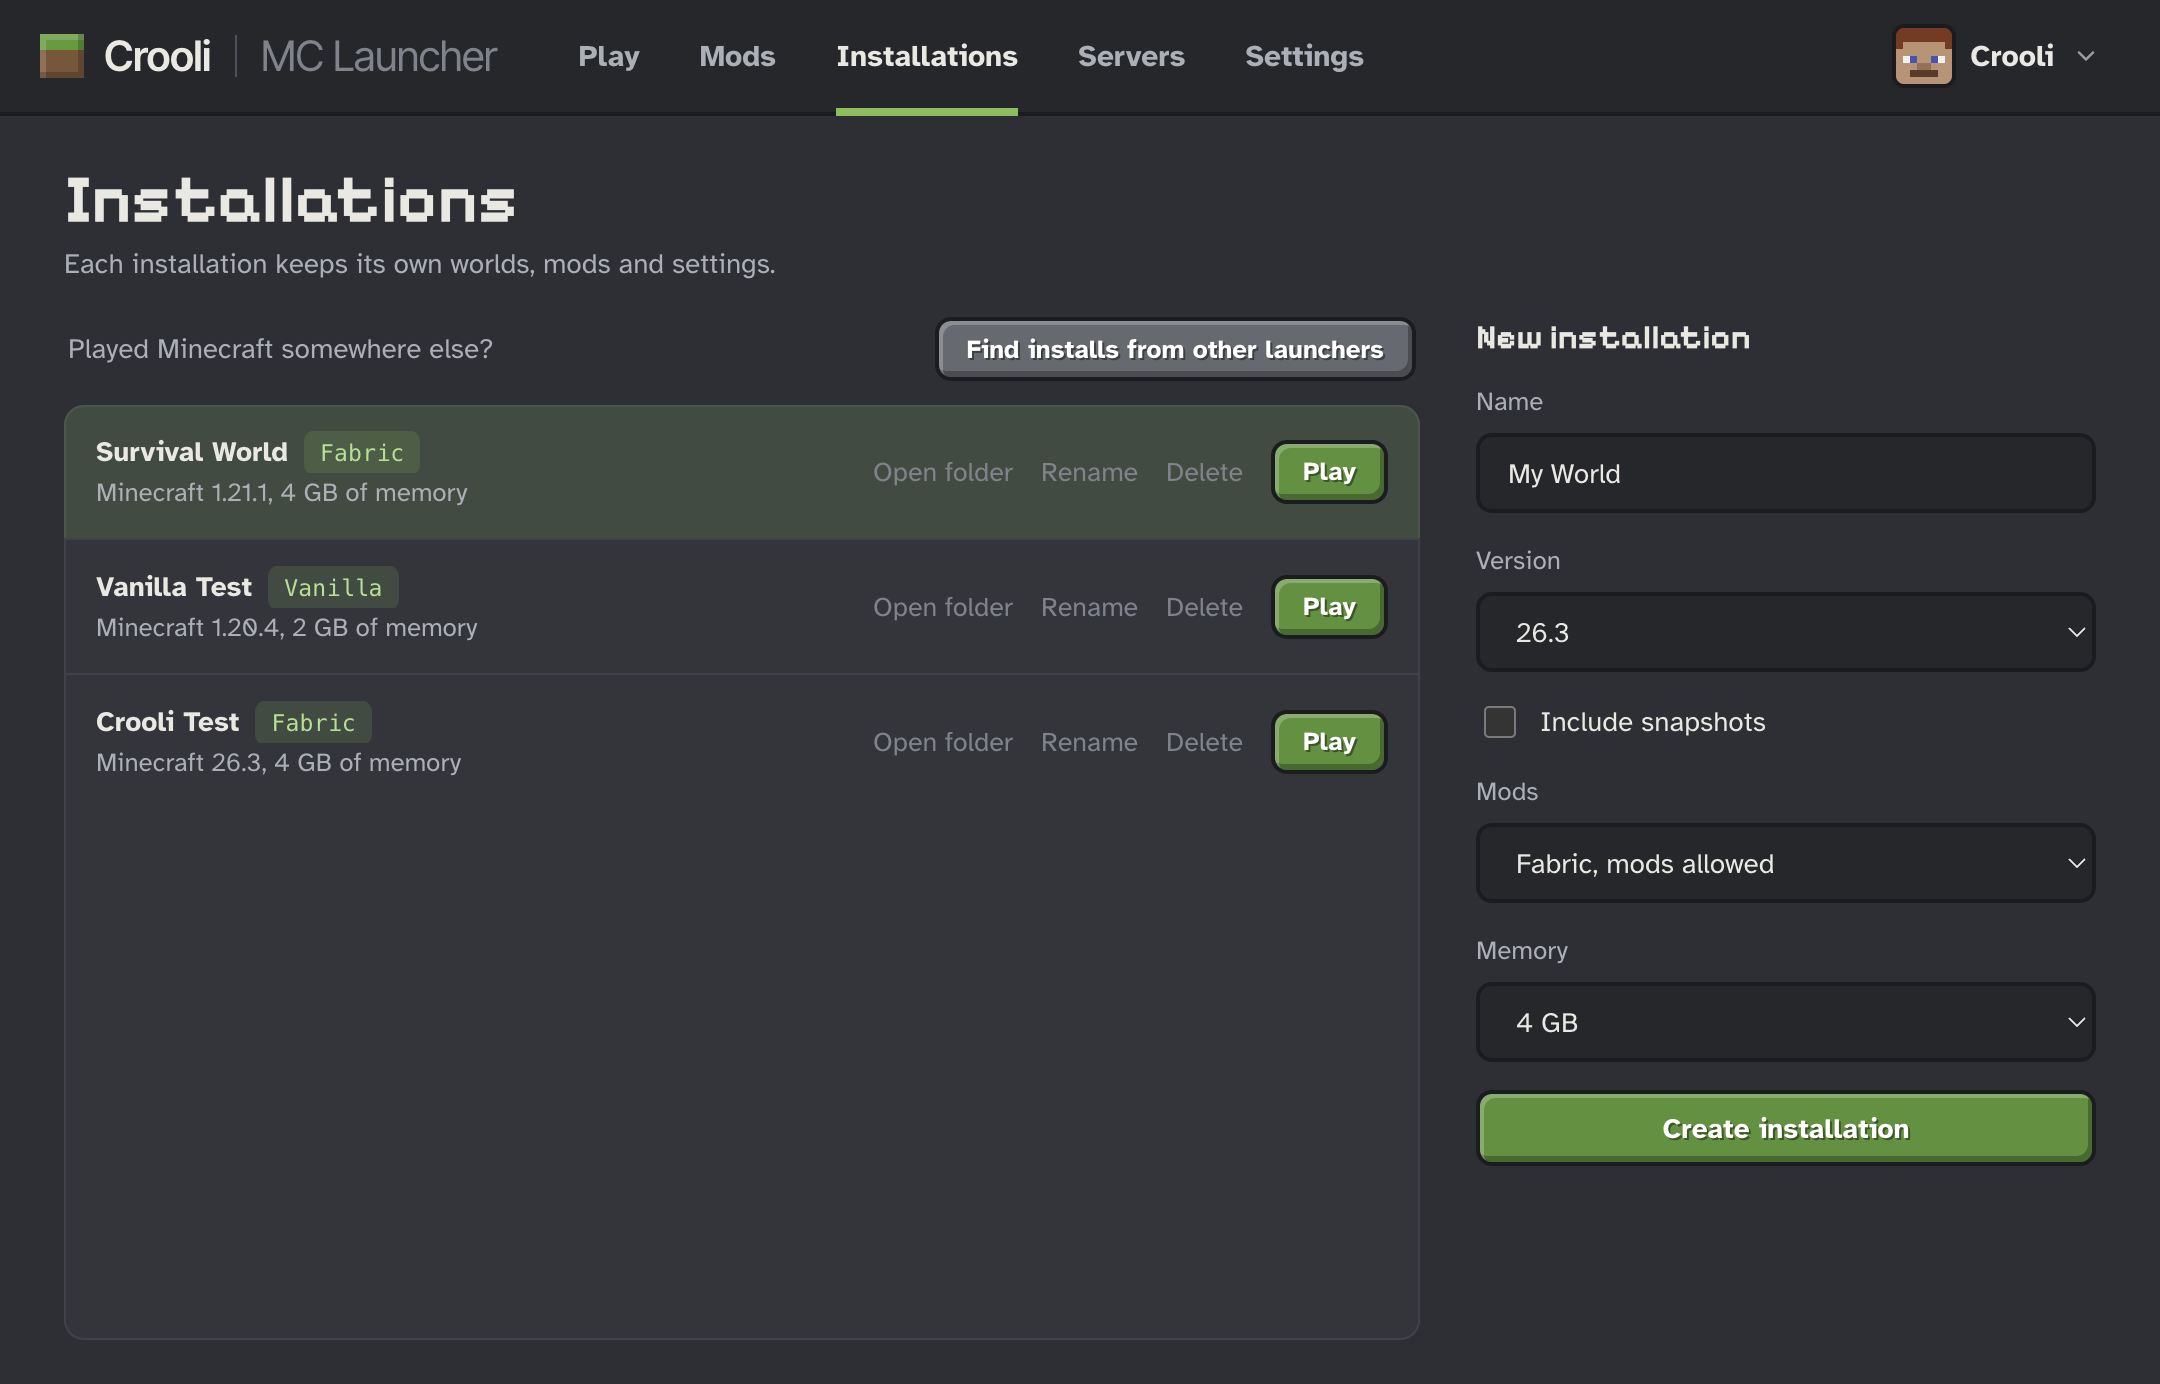 Crooli | MC Launcher
Play
Mods
Installations
Servers
Settings
Crooli
Installations
Each installation keeps its own worlds, mods and settings.
Played Minecraft somewhere else?
Find installs from other launchers
Survival World Fabric
Minecraft 1.21.1, 4 GB of memory
Open folder Rename Delete Play
Vanilla Test Vanilla
Minecraft 1.20.4, 2 GB of memory
Open folder Rename Delete Play
Crooli Test Fabric
Minecraft 26.3, 4 GB of memory
Open folder Rename Delete Play
New installation
Name
My World
Version
26.3
Include snapshots
Mods
Fabric, mods allowed
Memory
4 GB
Create installation